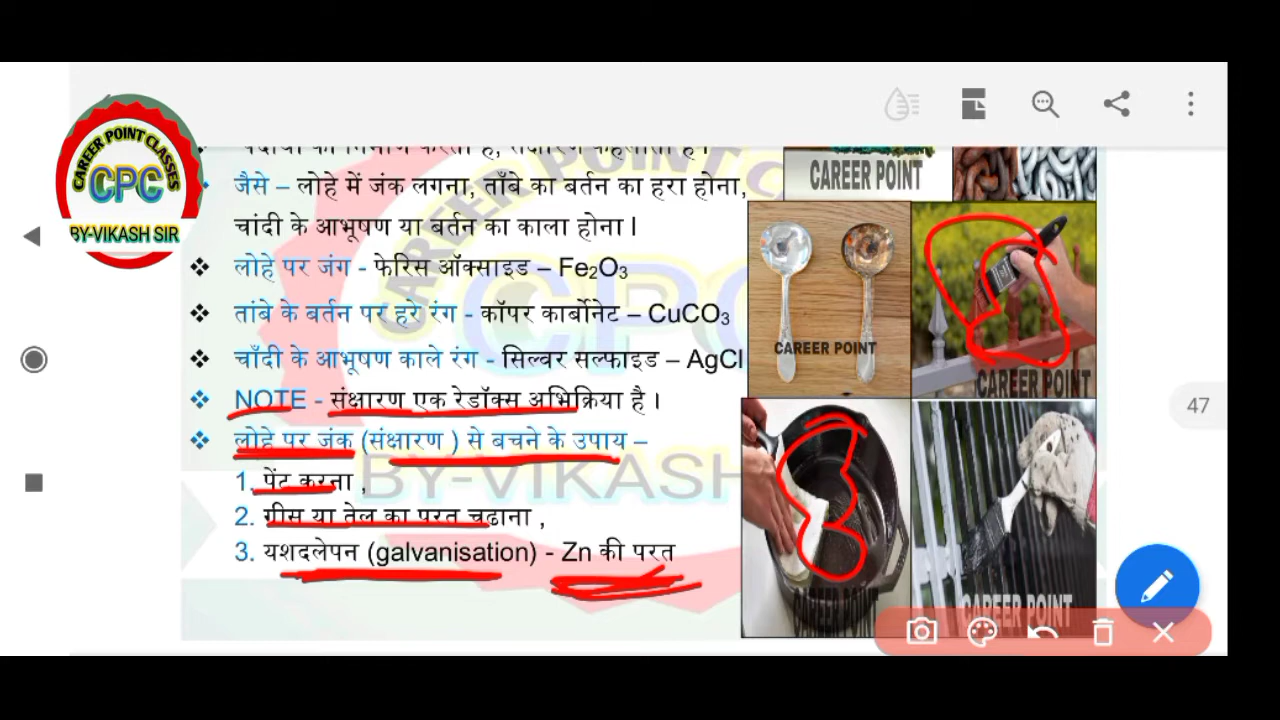 CAREER POINT CLASSES
CPC
BY-VIKASH SIR
जैसे – लोहे में जंक लगना, ताँबे का बर्तन का हरा होना,
चांदी के आभूषण या बर्तन का काला होना।
लोहे पर जंग - फेरिस ऑक्साइड – Fe₂O₃
तांबे के बर्तन पर हरे रंग - कॉपर कार्बोनेट – CuCO₃
चाँदी के आभूषण काले रंग - सिल्वर सल्फाइड – AgCl
NOTE - संक्षारण एक रेडॉक्स अभिक्रिया है।
लोहे पर जंक (संक्षारण ) से बचने के उपाय –
1. पेंट करना ,
2. ग्रीस या तेल का परत चढाना ,
3. यशदलेपन (galvanisation) - Zn की परत
CAREER POINT
CAREER POINT
CAREER POINT
CAREER POINT
47
CAREER POINT
CPC
BY-VIKASH